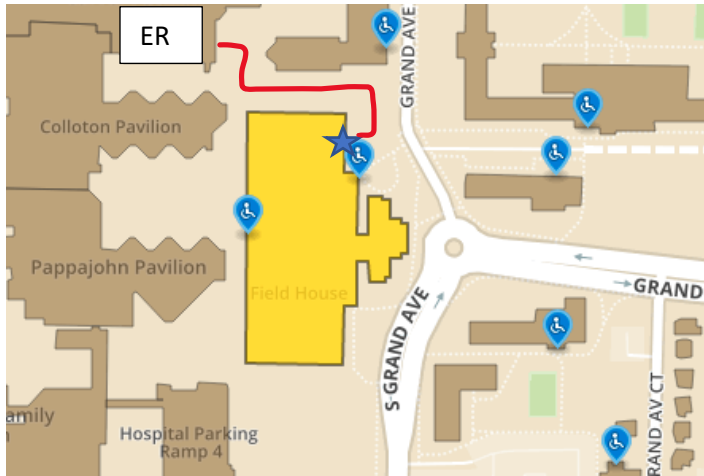 ER
GRAND AVE
Colloton Pavilion
Pappajohn Pavilion
Field House
GRAND
S GRAND AVE
amily
Hospital Parking
Ramp 4
RAND AV CT